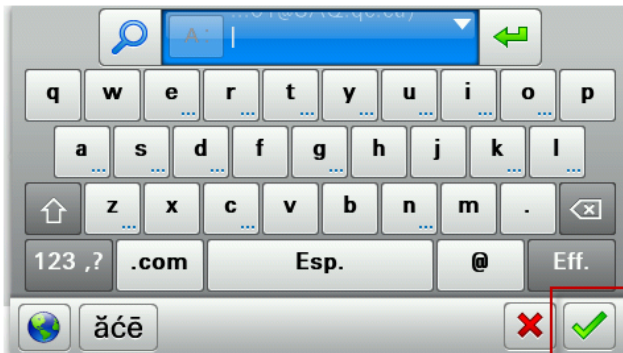 A:
q w e r t y u i o p
a s d f g h j k l
z x c v b n m .
123 ,? .com Esp. @ Eff.
ăćē